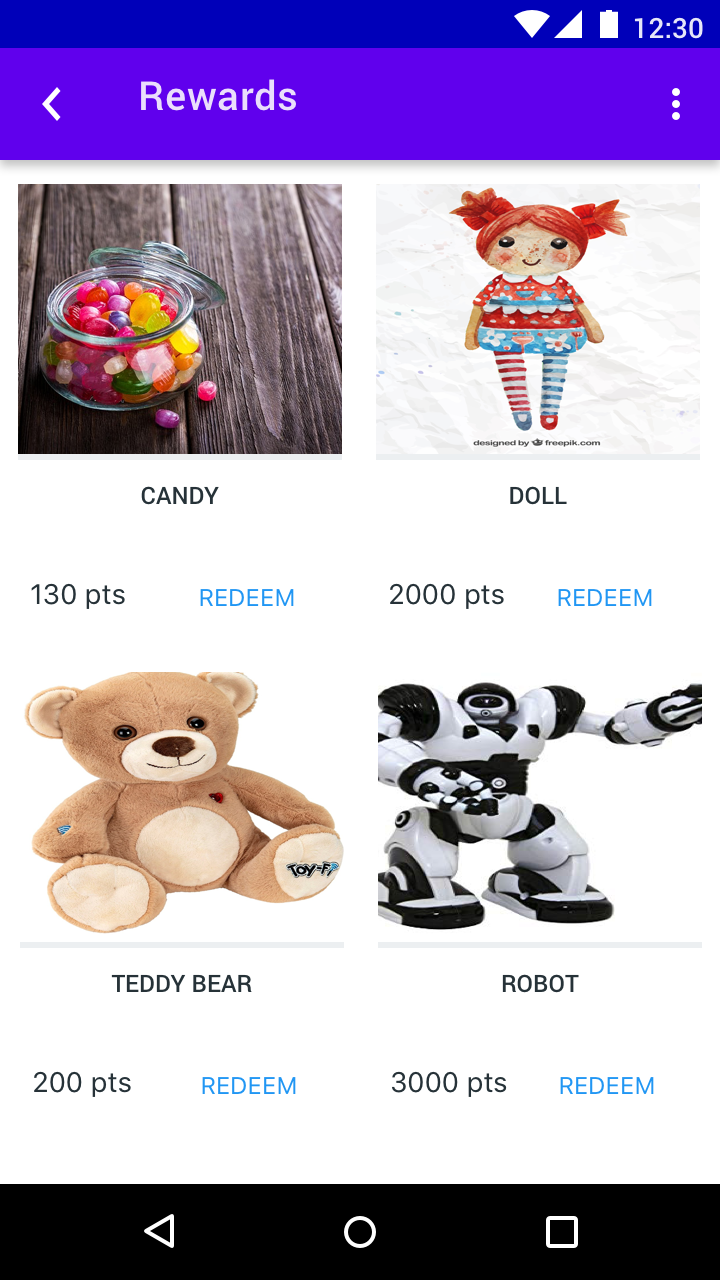 12:30
Rewards
designed by freepik.com
CANDY
DOLL
130 pts
REDEEM
2000 pts
REDEEM
TOY-FI
TEDDY BEAR
ROBOT
200 pts
REDEEM
3000 pts
REDEEM